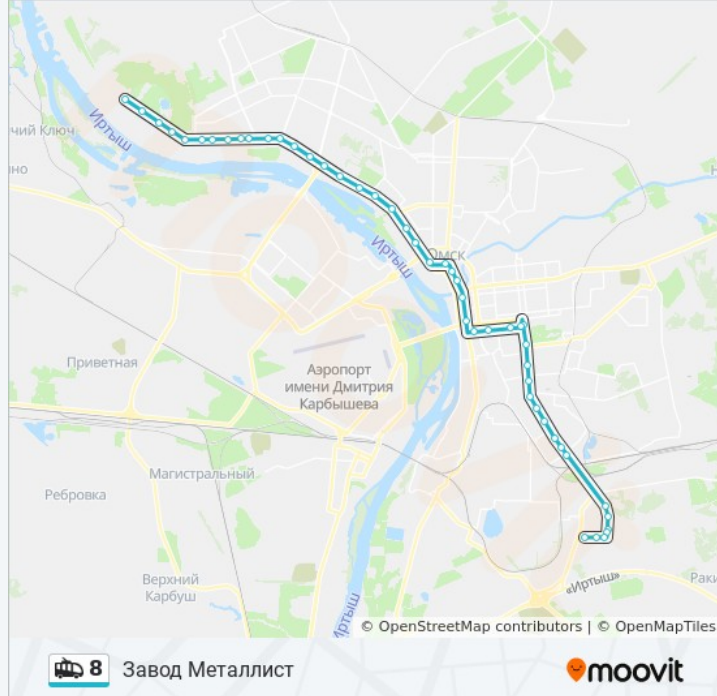 Иртыш
чий Ключ
но
Омск
Иртыш
Н
Приветная
Аэропорт
имени Дмитрия
Карбышева
Магистральный
Ребровка
Верхний
Карбуш
«Иртыш»
Раки
Иртыш
© OpenStreetMap contributors | © OpenMapTiles
8 Завод Металлист
moovit